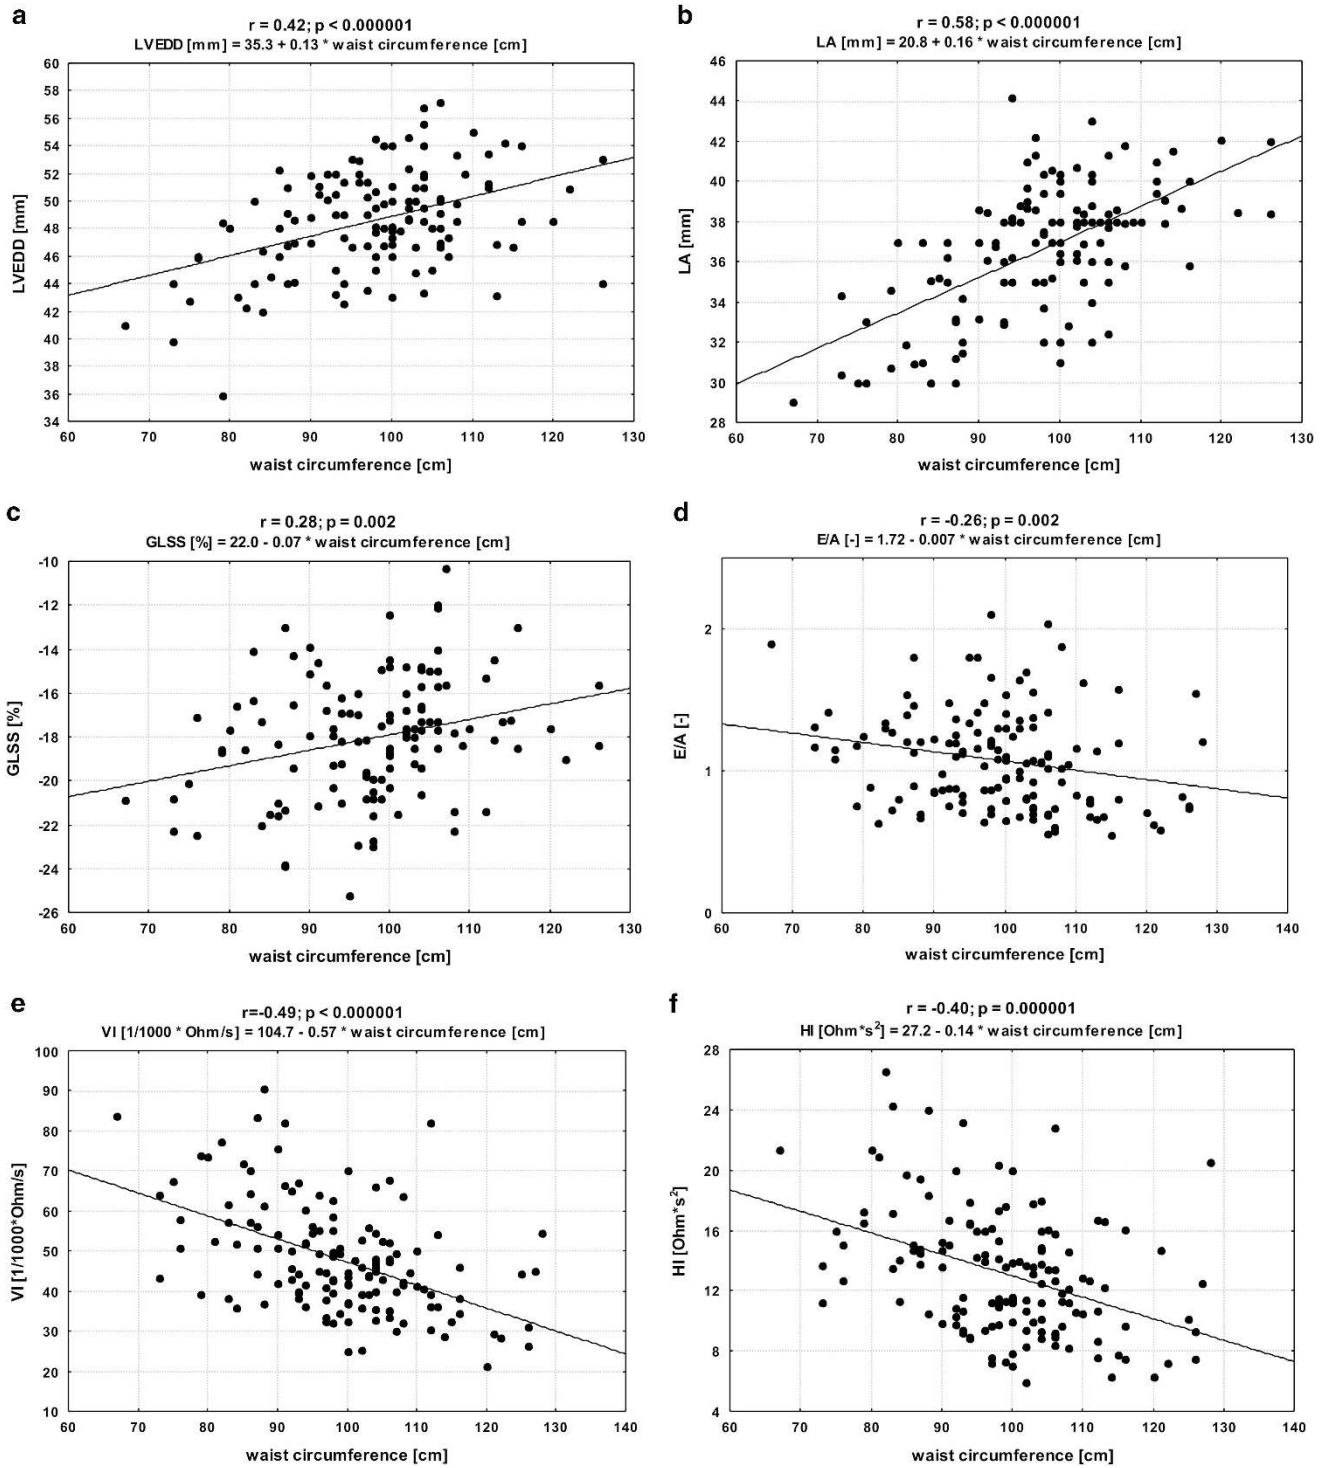 a
r = 0.42; p < 0.000001
LVEDD [mm] = 35.3 + 0.13 * waist circumference [cm]
60
58
56
54
52
50
48
46
44
42
40
38
36
34
LVEDD [mm]
60 70 80 90 100 110 120 130
waist circumference [cm]
b
r = 0.58; p < 0.000001
LA [mm] = 20.8 + 0.16 * waist circumference [cm]
46
44
42
40
38
36
34
32
30
28
LA [mm]
60 70 80 90 100 110 120 130
waist circumference [cm]
c
r = 0.28; p = 0.002
GLSS [%] = 22.0 - 0.07 * waist circumference [cm]
-10
-12
-14
-16
-18
-20
-22
-24
-26
GLSS [%]
60 70 80 90 100 110 120 130
waist circumference [cm]
d
r = -0.26; p = 0.002
E/A [-] = 1.72 - 0.007 * waist circumference [cm]
2
1
0
E/A [-]
60 70 80 90 100 110 120 130 140
waist circumference [cm]
e
r=-0.49; p < 0.000001
VI [1/1000 * Ohm/s] = 104.7 - 0.57 * waist circumference [cm]
100
90
80
70
60
50
40
30
20
10
VI [1/1000*Ohm/s]
60 70 80 90 100 110 120 130 140
waist circumference [cm]
f
r = -0.40; p = 0.000001
HI [Ohm*s²] = 27.2 - 0.14 * waist circumference [cm]
28
24
20
16
12
8
4
HI [Ohm*s²]
60 70 80 90 100 110 120 130 140
waist circumference [cm]